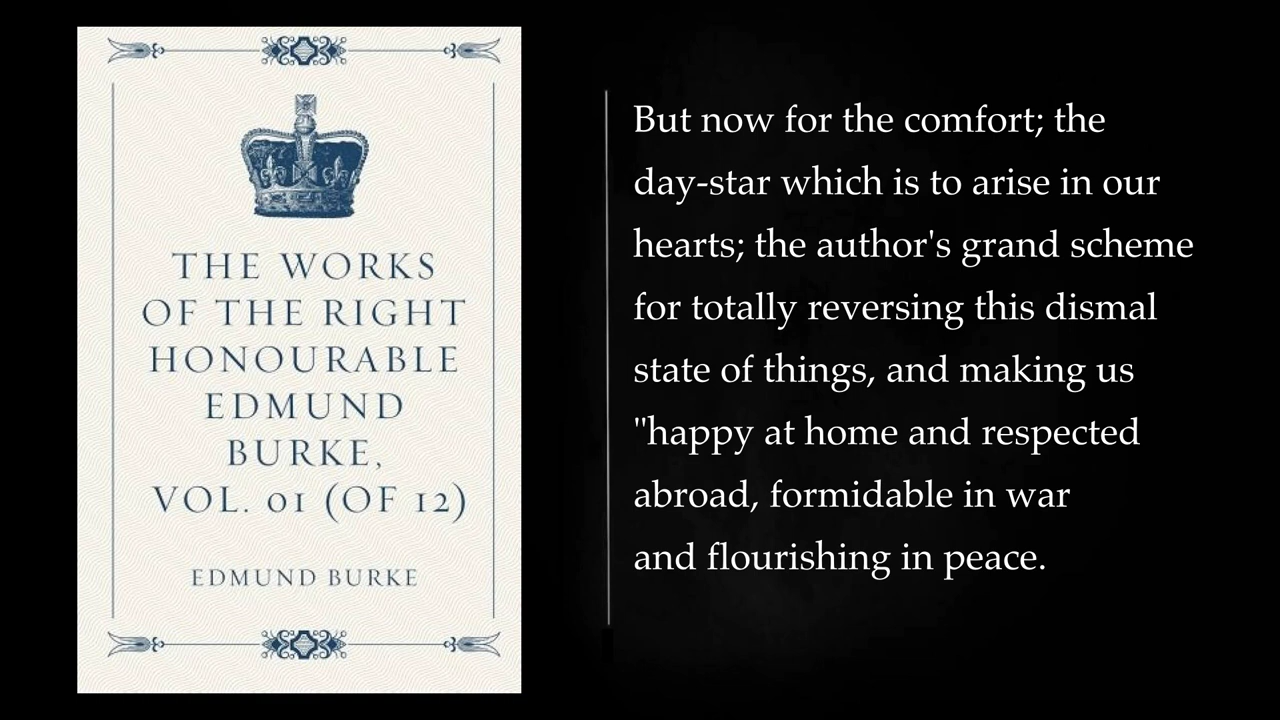 THE WORKS
OF THE RIGHT
HONOURABLE
EDMUND
BURKE,
VOL. 01 (OF 12)
EDMUND BURKE
But now for the comfort; the
day-star which is to arise in our
hearts; the author's grand scheme
for totally reversing this dismal
state of things, and making us
"happy at home and respected
abroad, formidable in war
and flourishing in peace.